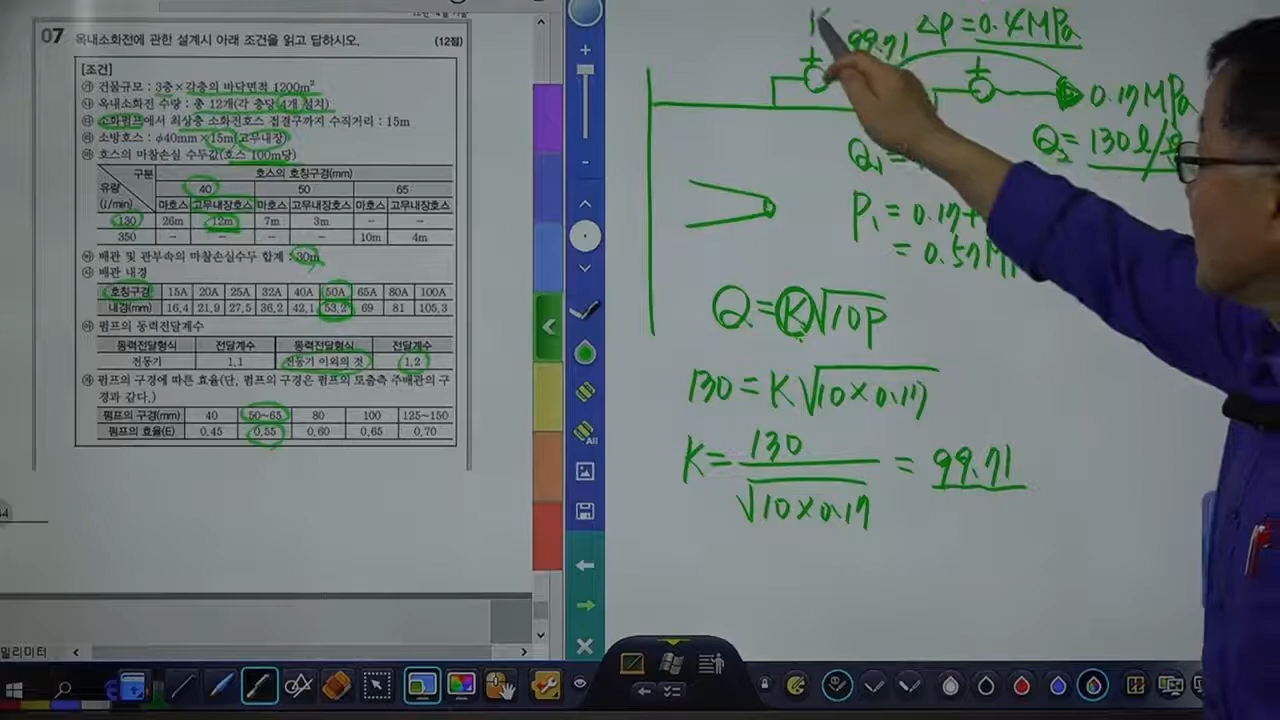 07 옥내소화전에 관한 설계시 아래 조건을 읽고 답하시오. (12점)
[조건]
㉮ 건물규모 : 3층×각층의 바닥면적 1200m²
㉯ 옥내소화전 수량 : 총 12개(각 층당 4개 설치)
㉰ 소화펌프에서 최상층 소화전호스 접결구까지 수직거리 : 15m
㉱ 소방호스 : φ40mm×15m(고무내장)
㉲ 호스의 마찰손실 수두값(호스 100m당)
구분 호스의 호칭구경(mm)
유량 40 50 65
(l/min) 마호스 고무내장호스 마호스 고무내장호스 마호스 고무내장호스
130 26m 12m 7m 3m - -
350 - - - - 10m 4m
㉳ 배관 및 관부속의 마찰손실수두 합계 : 30m
㉴ 배관 내경
호칭구경 15A 20A 25A 32A 40A 50A 65A 80A 100A
내경(mm) 16.4 21.9 27.5 36.2 42.1 53.2 69 81 105.3
㉵ 펌프의 동력전달계수
동력전달형식 전달계수 동력전달형식 전달계수
전동기 1.1 전동기 이외의 것 1.2
㉶ 펌프의 구경에 따른 효율(단, 펌프의 구경은 펌프의 토출측 주배관의 구
경과 같다.)
펌프의 구경(mm) 40 50~65 80 100 125~150
펌프의 효율(E) 0.45 0.55 0.60 0.65 0.70
밀리미터
All
99.71 ΔP=0.4MPa
0.17MPa
Q₁=
Q₂=130l/
P₁=0.17+
=0.57M
Q=K√10P
130=K√10×0.17
K=130/√10×0.17=99.71